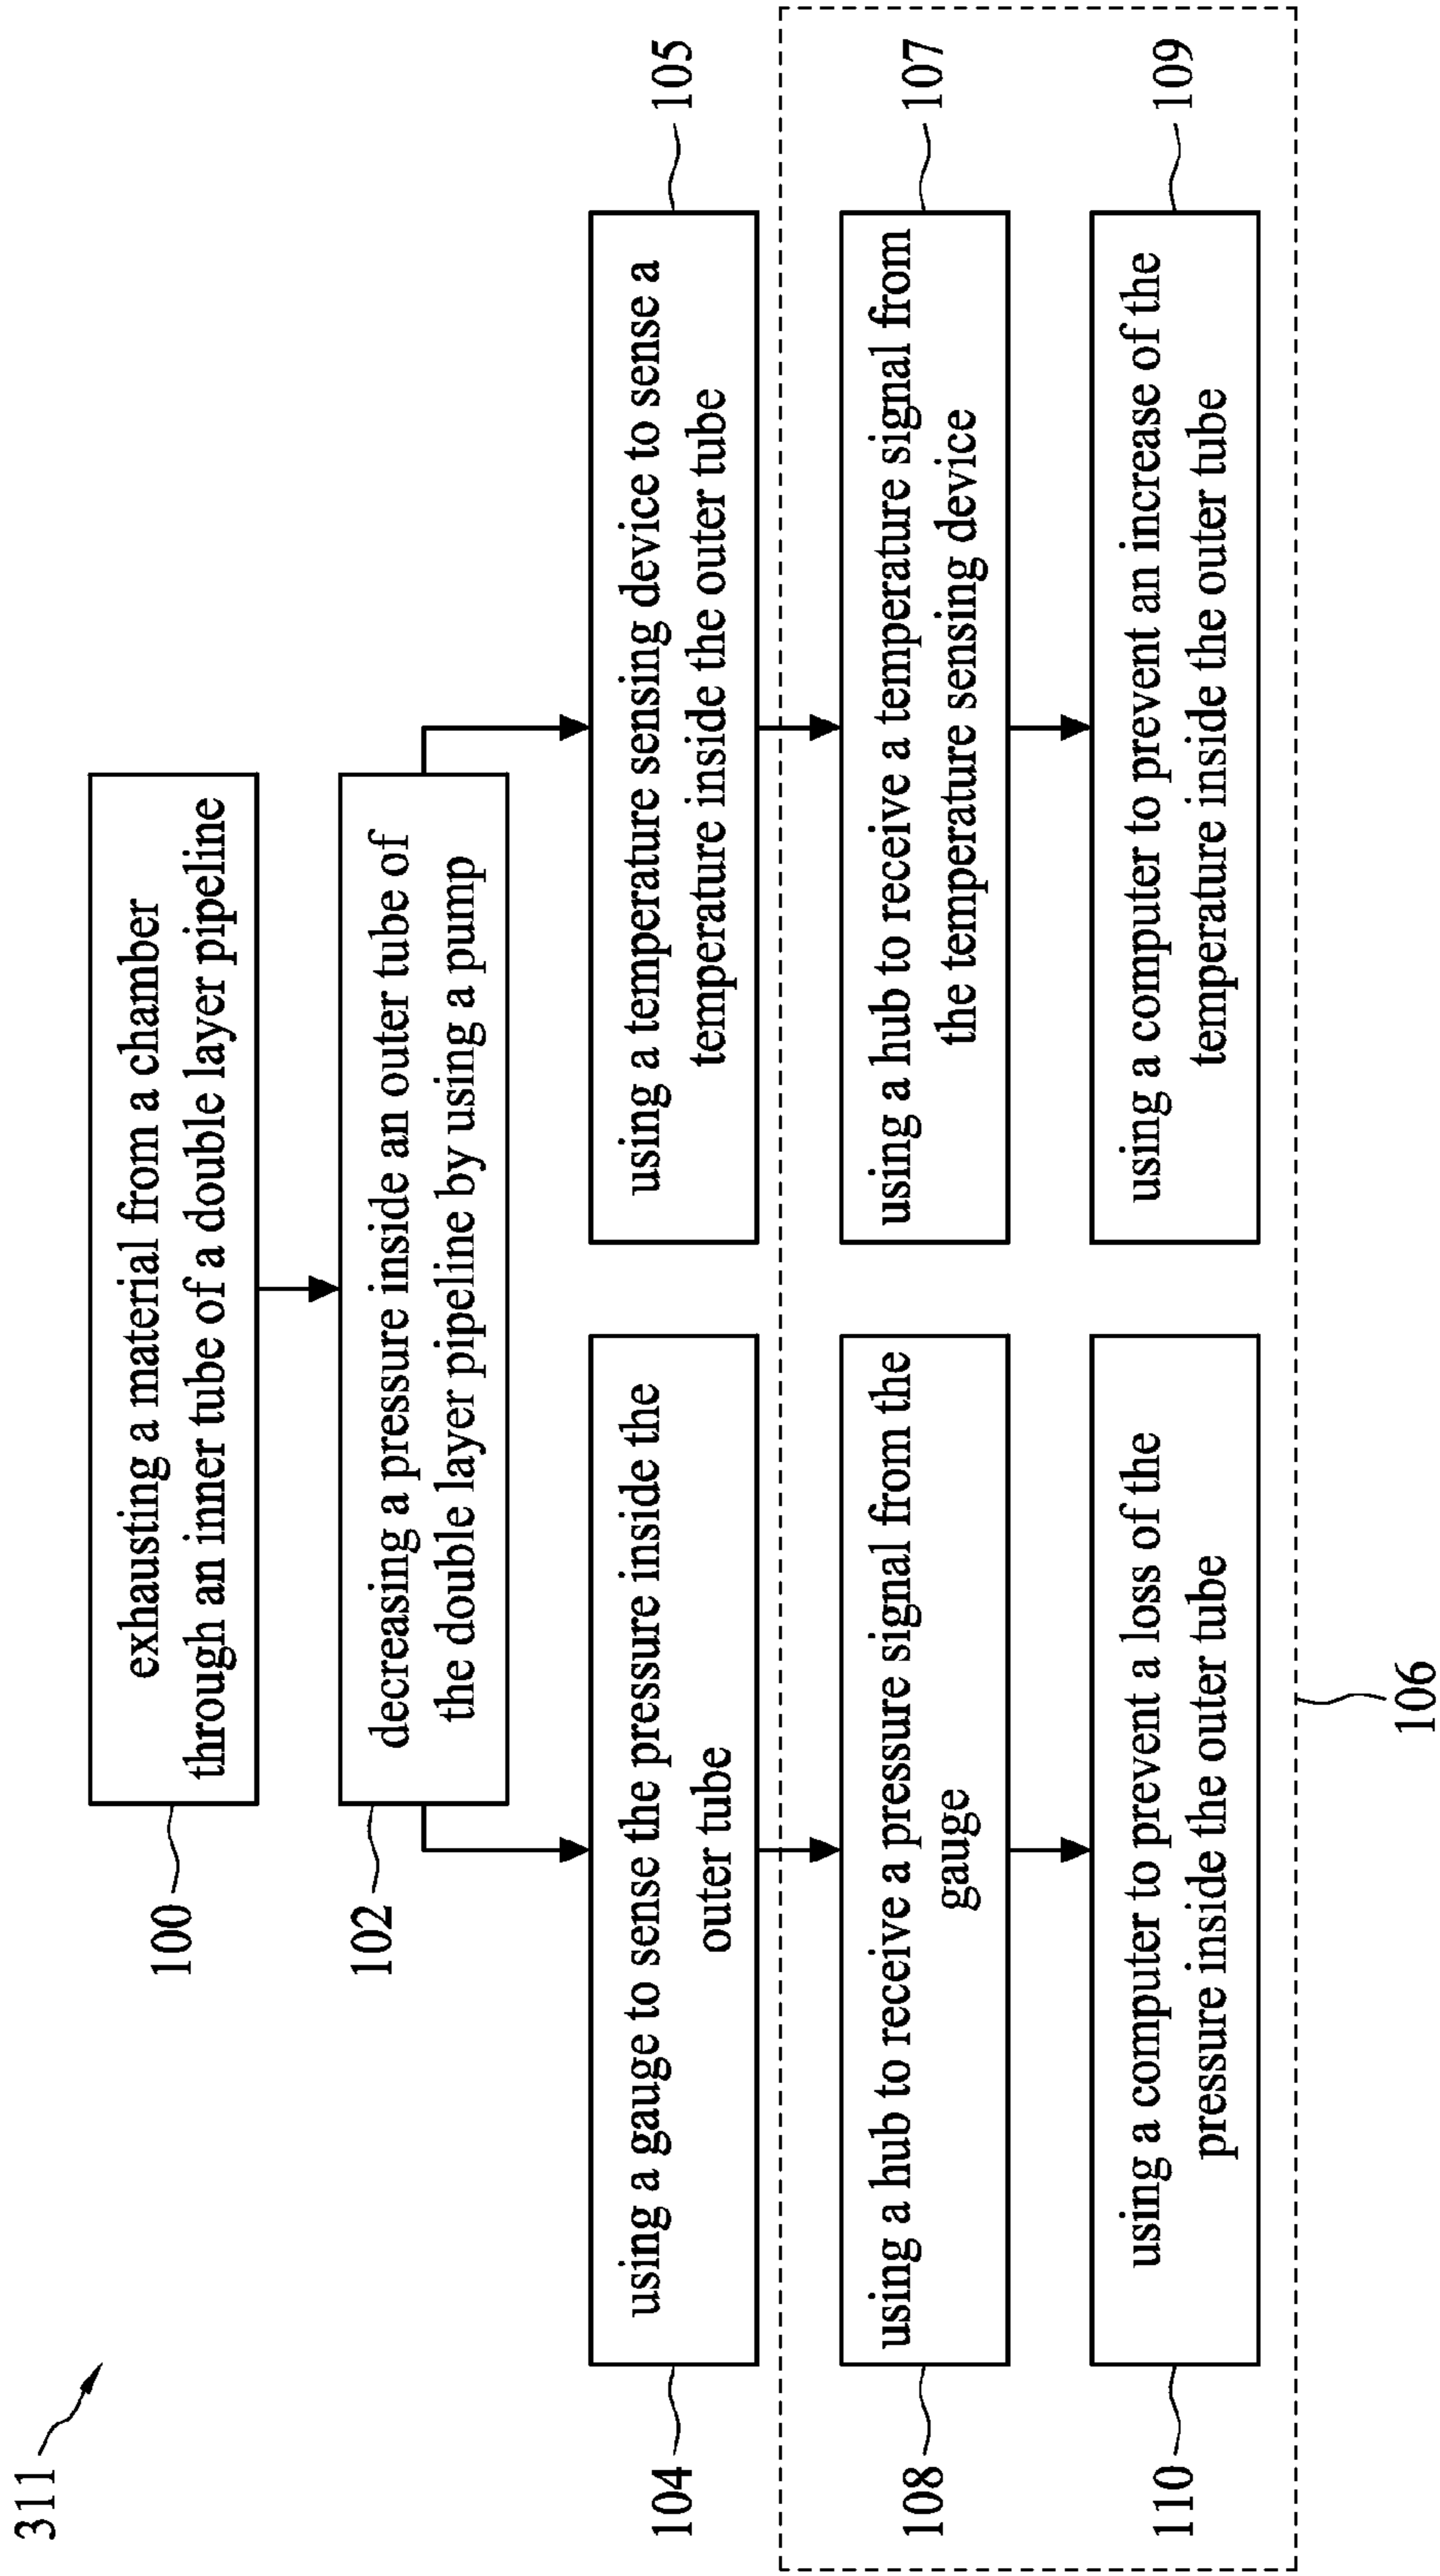 311
100
exhausting a material from a chamber
through an inner tube of a double layer pipeline
102
decreasing a pressure inside an outer tube of
the double layer pipeline by using a pump
104
using a gauge to sense the pressure inside the
outer tube
using a temperature sensing device to sense a
temperature inside the outer tube
105
108
using a hub to receive a pressure signal from the
gauge
using a hub to receive a temperature signal from
the temperature sensing device
107
110
using a computer to prevent a loss of the
pressure inside the outer tube
using a computer to prevent an increase of the
temperature inside the outer tube
109
106